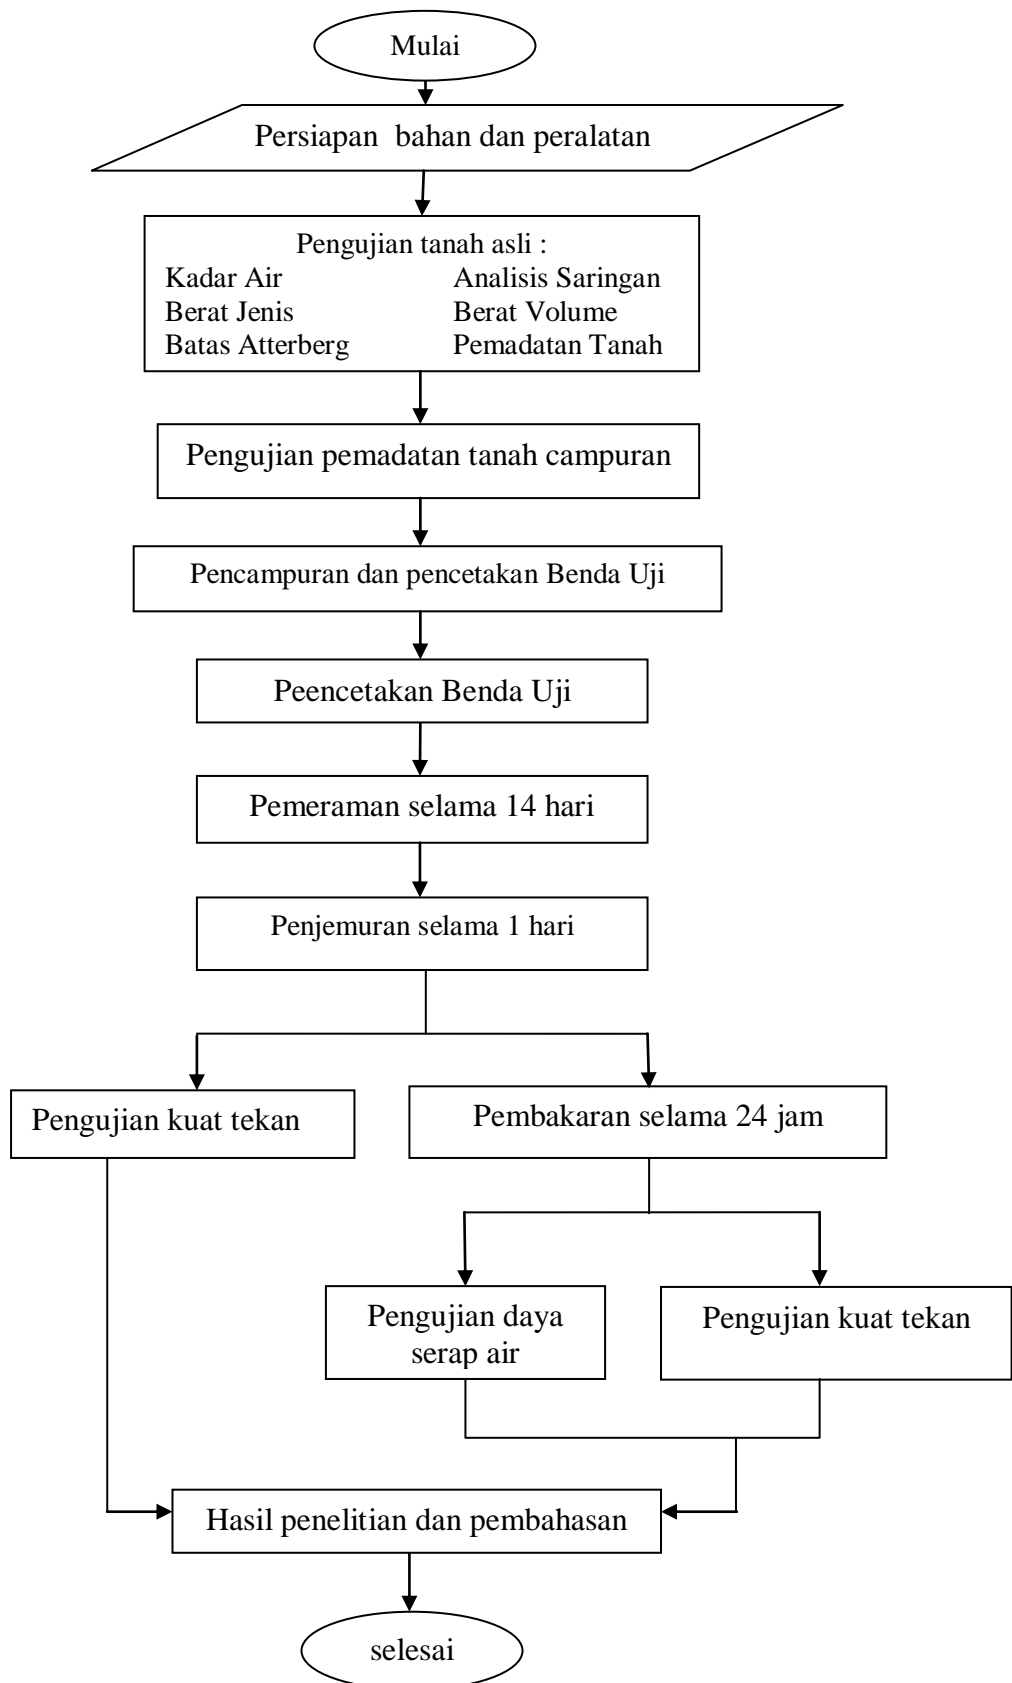 Mulai
Persiapan  bahan dan peralatan
Pengujian tanah asli :
Kadar Air Analisis Saringan
Berat Jenis Berat Volume
Batas Atterberg Pemadatan Tanah
Pengujian pemadatan tanah campuran
Pencampuran dan pencetakan Benda Uji
Peencetakan Benda Uji
Pemeraman selama 14 hari
Penjemuran selama 1 hari
Pengujian kuat tekan
Pembakaran selama 24 jam
Pengujian daya
serap air
Pengujian kuat tekan
Hasil penelitian dan pembahasan
selesai